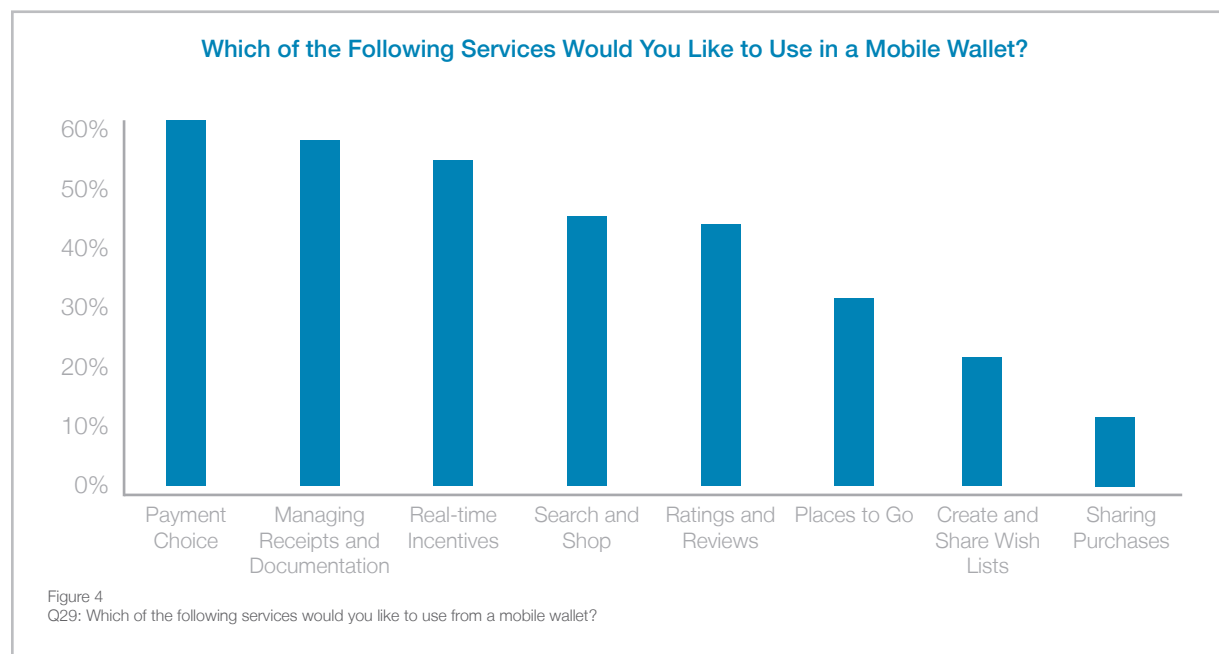 Which of the Following Services Would You Like to Use in a Mobile Wallet?
60%
50%
40%
30%
20%
10%
0%
Payment
Choice
Managing
Receipts and
Documentation
Real-time
Incentives
Search and
Shop
Ratings and
Reviews
Places to Go
Create and
Share Wish
Lists
Sharing
Purchases
Figure 4
Q29: Which of the following services would you like to use from a mobile wallet?